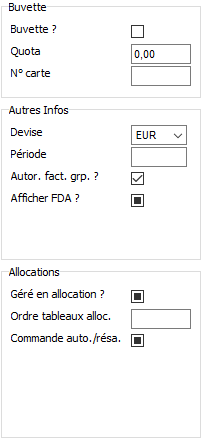 Buvette
Buvette ?
Quota 0,00
N° carte
Autres Infos
Devise EUR
Période
Autor. fact. grp. ?
Afficher FDA ?
Allocations
Géré en allocation ?
Ordre tableaux alloc.
Commande auto./résa.